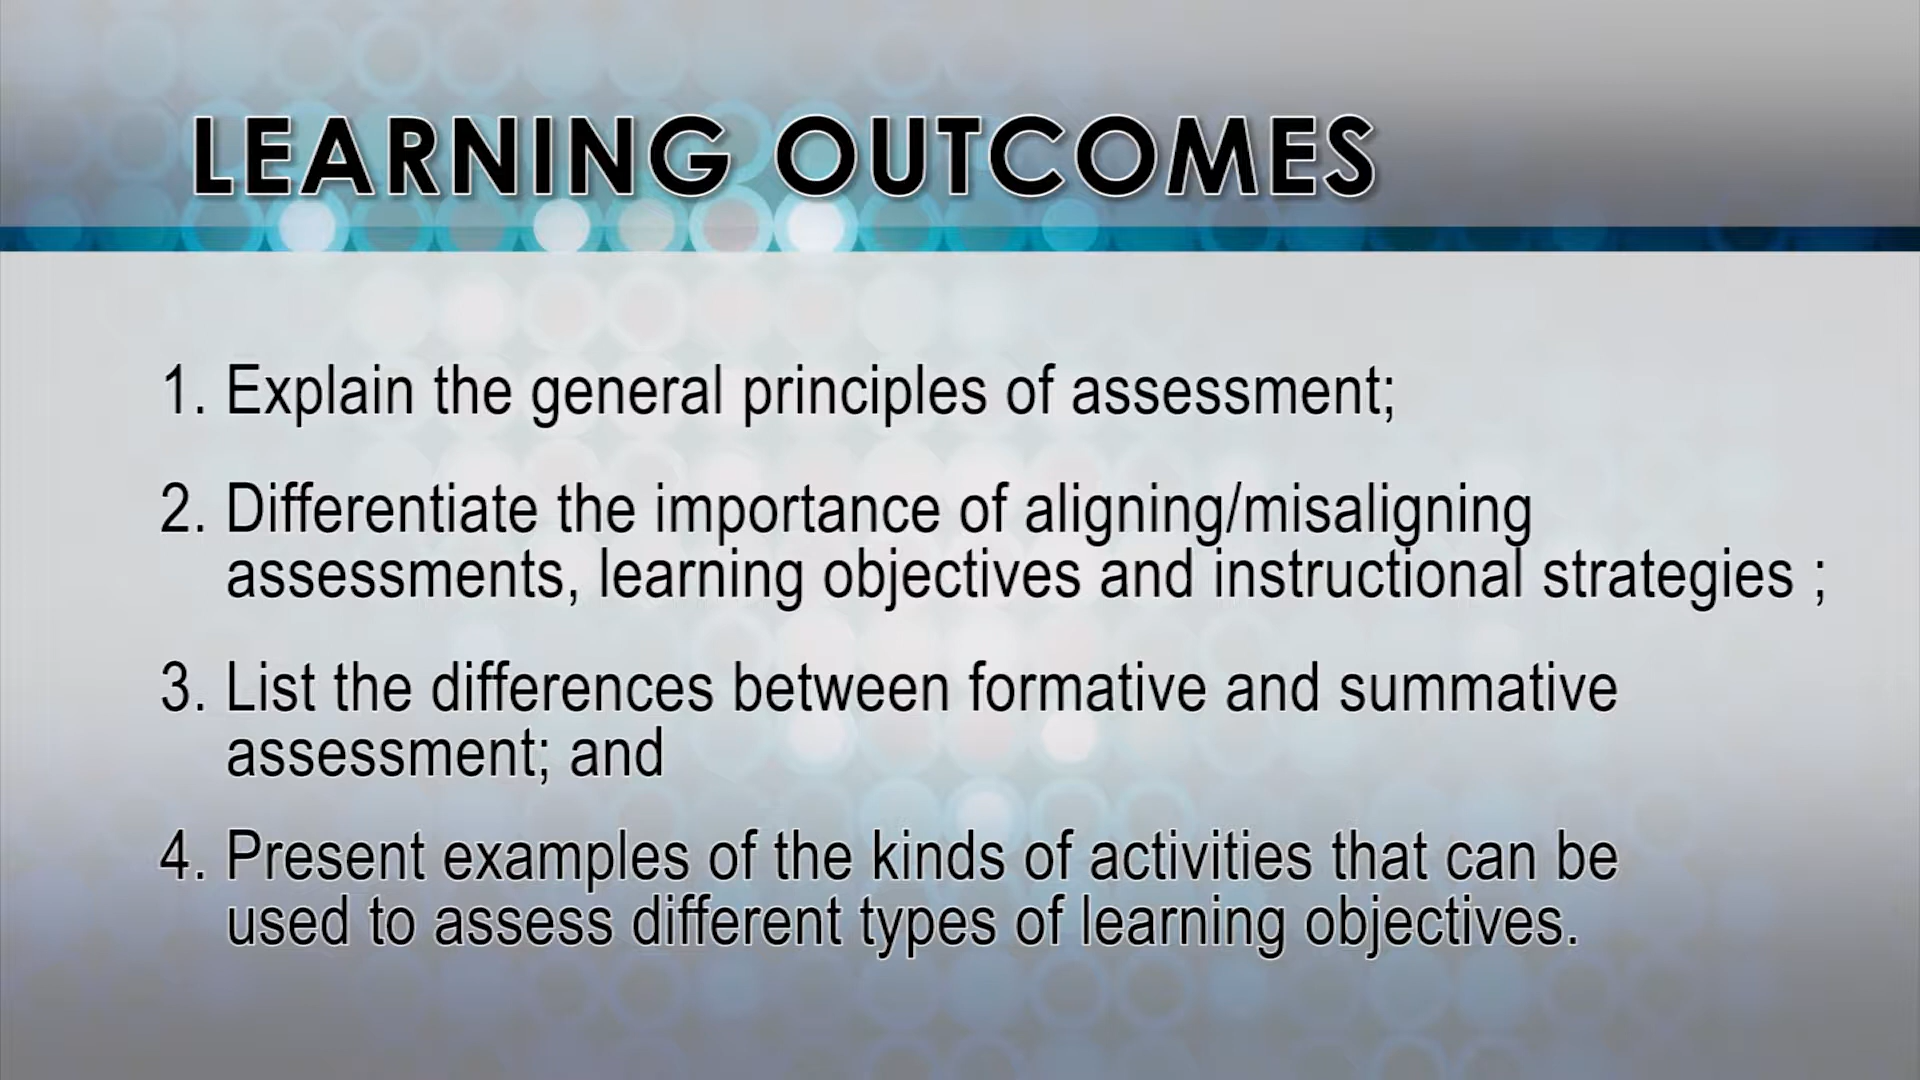 LEARNING OUTCOMES
1. Explain the general principles of assessment;
2. Differentiate the importance of aligning/misaligning
assessments, learning objectives and instructional strategies ;
3. List the differences between formative and summative
assessment; and
4. Present examples of the kinds of activities that can be
used to assess different types of learning objectives.